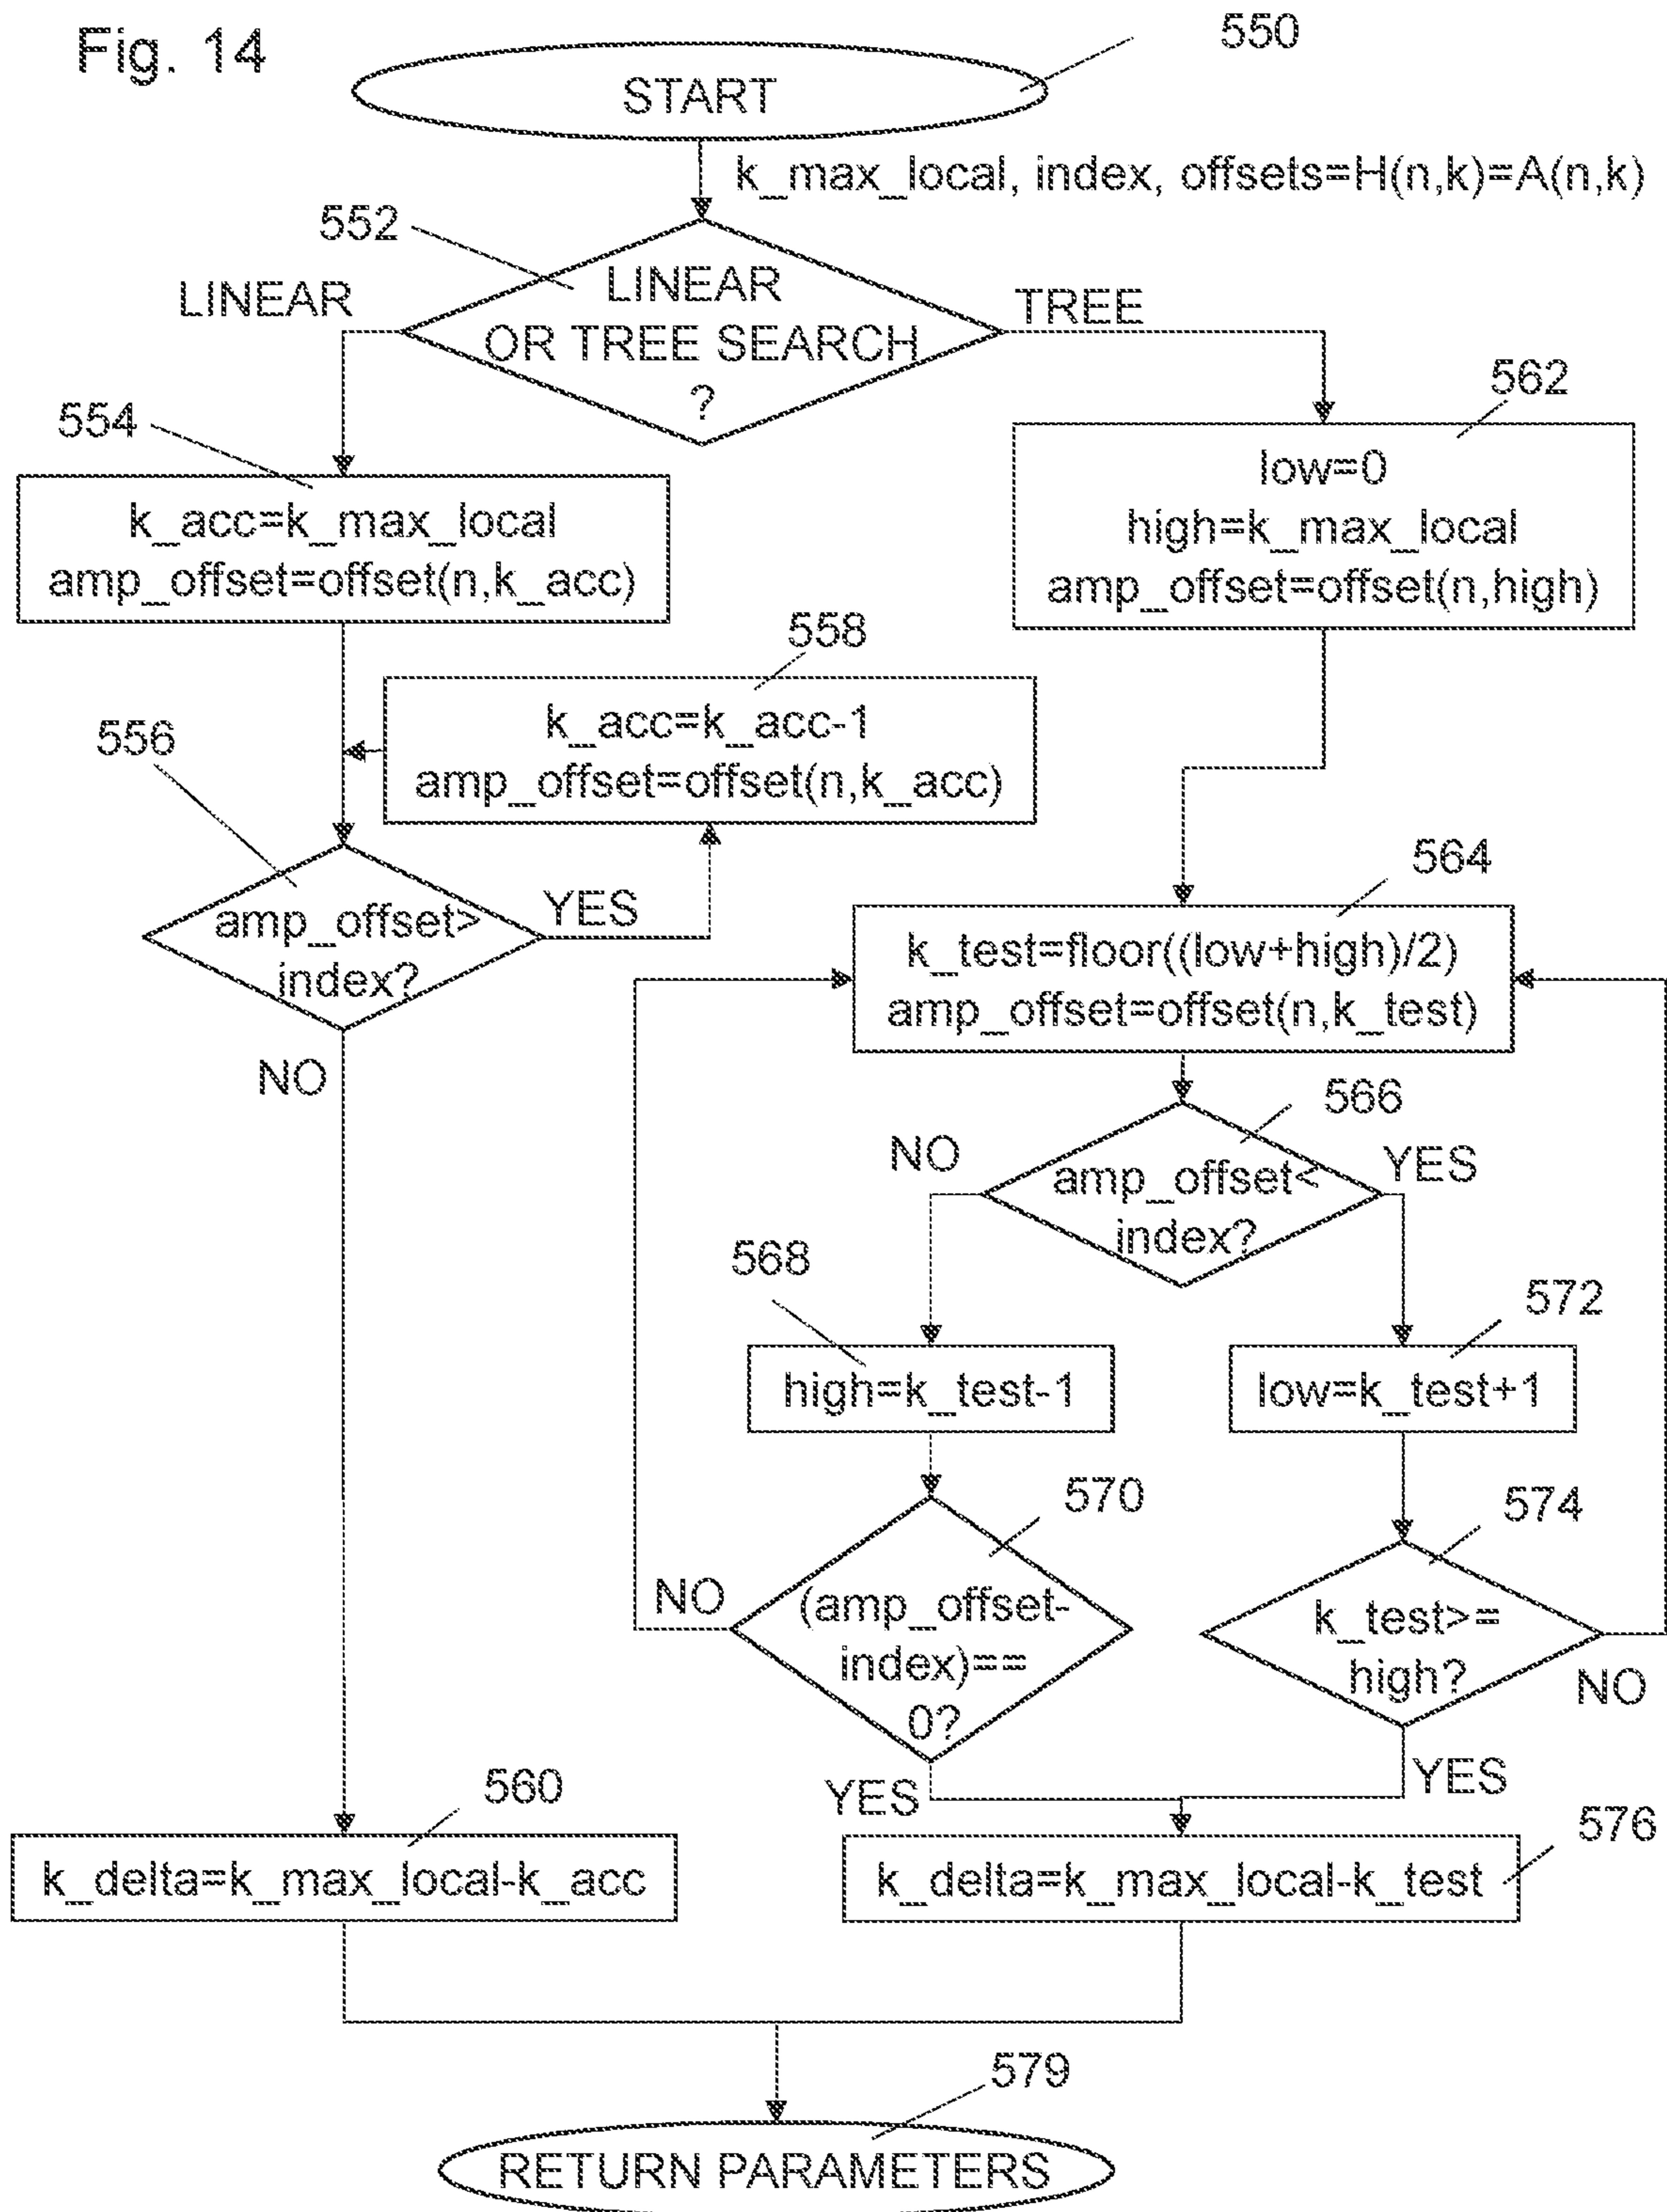 Fig. 14
550
START
k_max_local, index, offsets=H(n,k)=A(n,k)
552
LINEAR
LINEAR
OR TREE SEARCH
?
TREE
554
k_acc=k_max_local
amp_offset=offset(n,k_acc)
562
low=0
high=k_max_local
amp_offset=offset(n,high)
558
k_acc=k_acc-1
amp_offset=offset(n,k_acc)
556
amp_offset>
index?
YES
NO
564
k_test=floor((low+high)/2)
amp_offset=offset(n,k_test)
566
NO
amp_offset<
index?
YES
568
high=k_test-1
572
low=k_test+1
570
NO
(amp_offset-
index)==
0?
YES
574
k_test>=
high?
NO
YES
560
k_delta=k_max_local-k_acc
576
k_delta=k_max_local-k_test
579
RETURN PARAMETERS